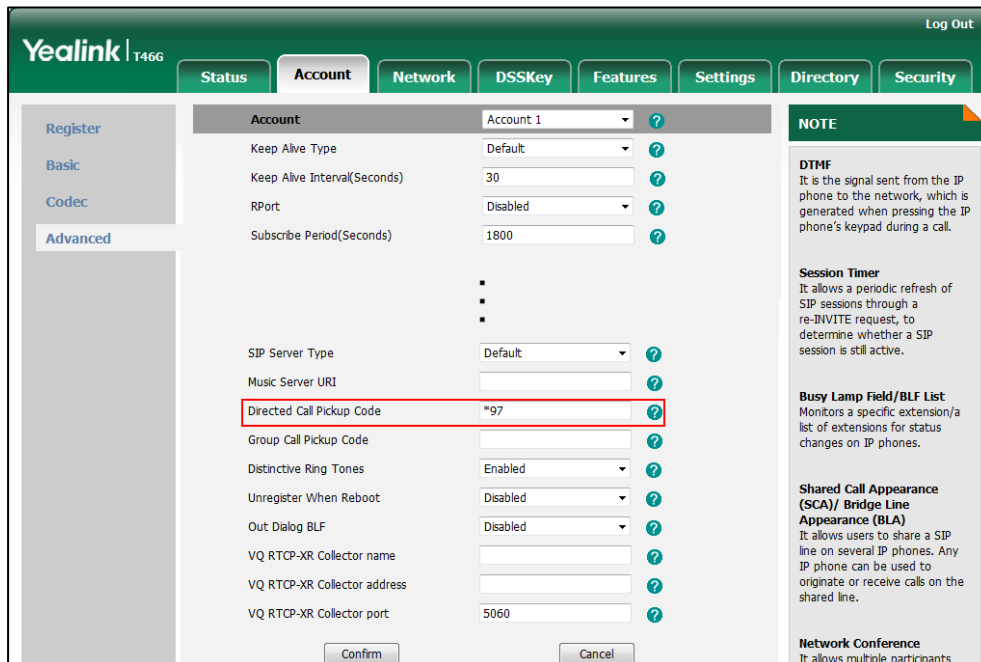 Log Out
Yealink T46G
Status Account Network DSSKey Features Settings Directory Security
Register
Basic
Codec
Advanced
Account Account 1 ?
Keep Alive Type Default ?
Keep Alive Interval(Seconds) 30 ?
RPort Disabled ?
Subscribe Period(Seconds) 1800 ?
SIP Server Type Default ?
Music Server URI ?
Directed Call Pickup Code *97 ?
Group Call Pickup Code ?
Distinctive Ring Tones Enabled ?
Unregister When Reboot Disabled ?
Out Dialog BLF Disabled ?
VQ RTCP-XR Collector name ?
VQ RTCP-XR Collector address ?
VQ RTCP-XR Collector port 5060 ?
Confirm Cancel
NOTE
DTMF
It is the signal sent from the IP
phone to the network, which is
generated when pressing the IP
phone's keypad during a call.
Session Timer
It allows a periodic refresh of
SIP sessions through a
re-INVITE request, to
determine whether a SIP
session is still active.
Busy Lamp Field/BLF List
Monitors a specific extension/a
list of extensions for status
changes on IP phones.
Shared Call Appearance
(SCA)/ Bridge Line
Appearance (BLA)
It allows users to share a SIP
line on several IP phones. Any
IP phone can be used to
originate or receive calls on the
shared line.
Network Conference
It allows multiple participants